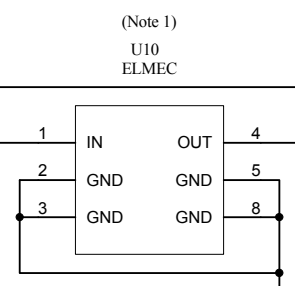 (Note 1)
U10
ELMEC
1 IN OUT 4
2 GND GND 5
3 GND GND 8